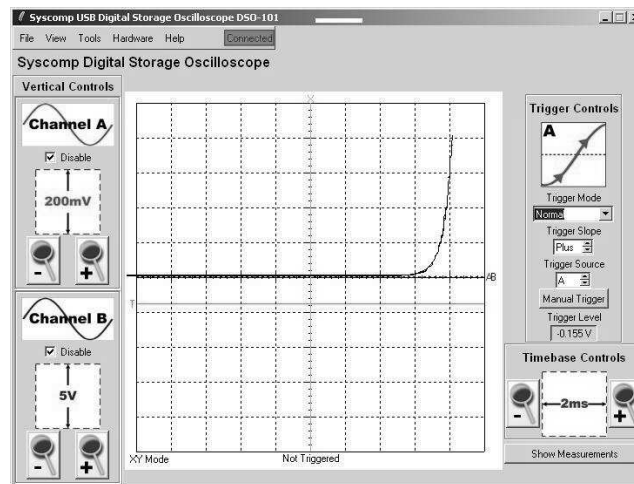 Syscomp USB Digital Storage Oscilloscope DSO-101
File View Tools Hardware Help Connected
Syscomp Digital Storage Oscilloscope
Vertical Controls
Channel A
Disable
200mV
- +
Channel B
Disable
5V
- +
X
T
AB
XY Mode Not Triggered
Trigger Controls
A
Trigger Mode
Normal
Trigger Slope
Plus
Trigger Source
A
Manual Trigger
Trigger Level
-0.155 V
Timebase Controls
- 2ms +
Show Measurements